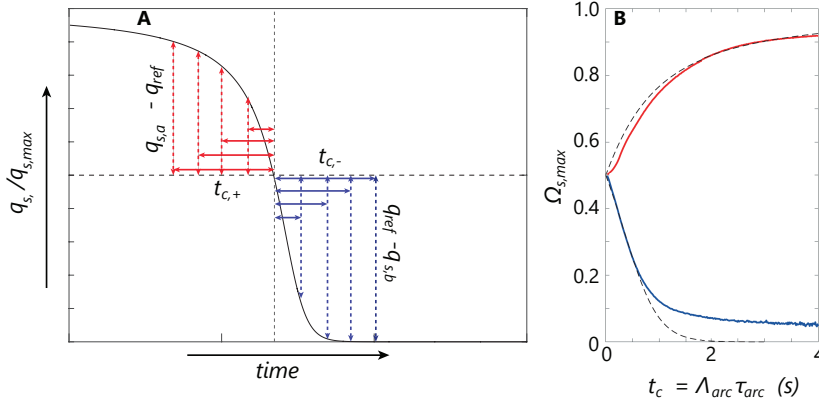 A
q_s, /q_s,max
q_s,a - q_ref
t_c,+
t_c,-
q_ref - q_s,b
time
B
Ω_s,max
1.0
0.8
0.6
0.4
0.2
0
0
2
4
t_c = Λ_arc τ_arc (s)